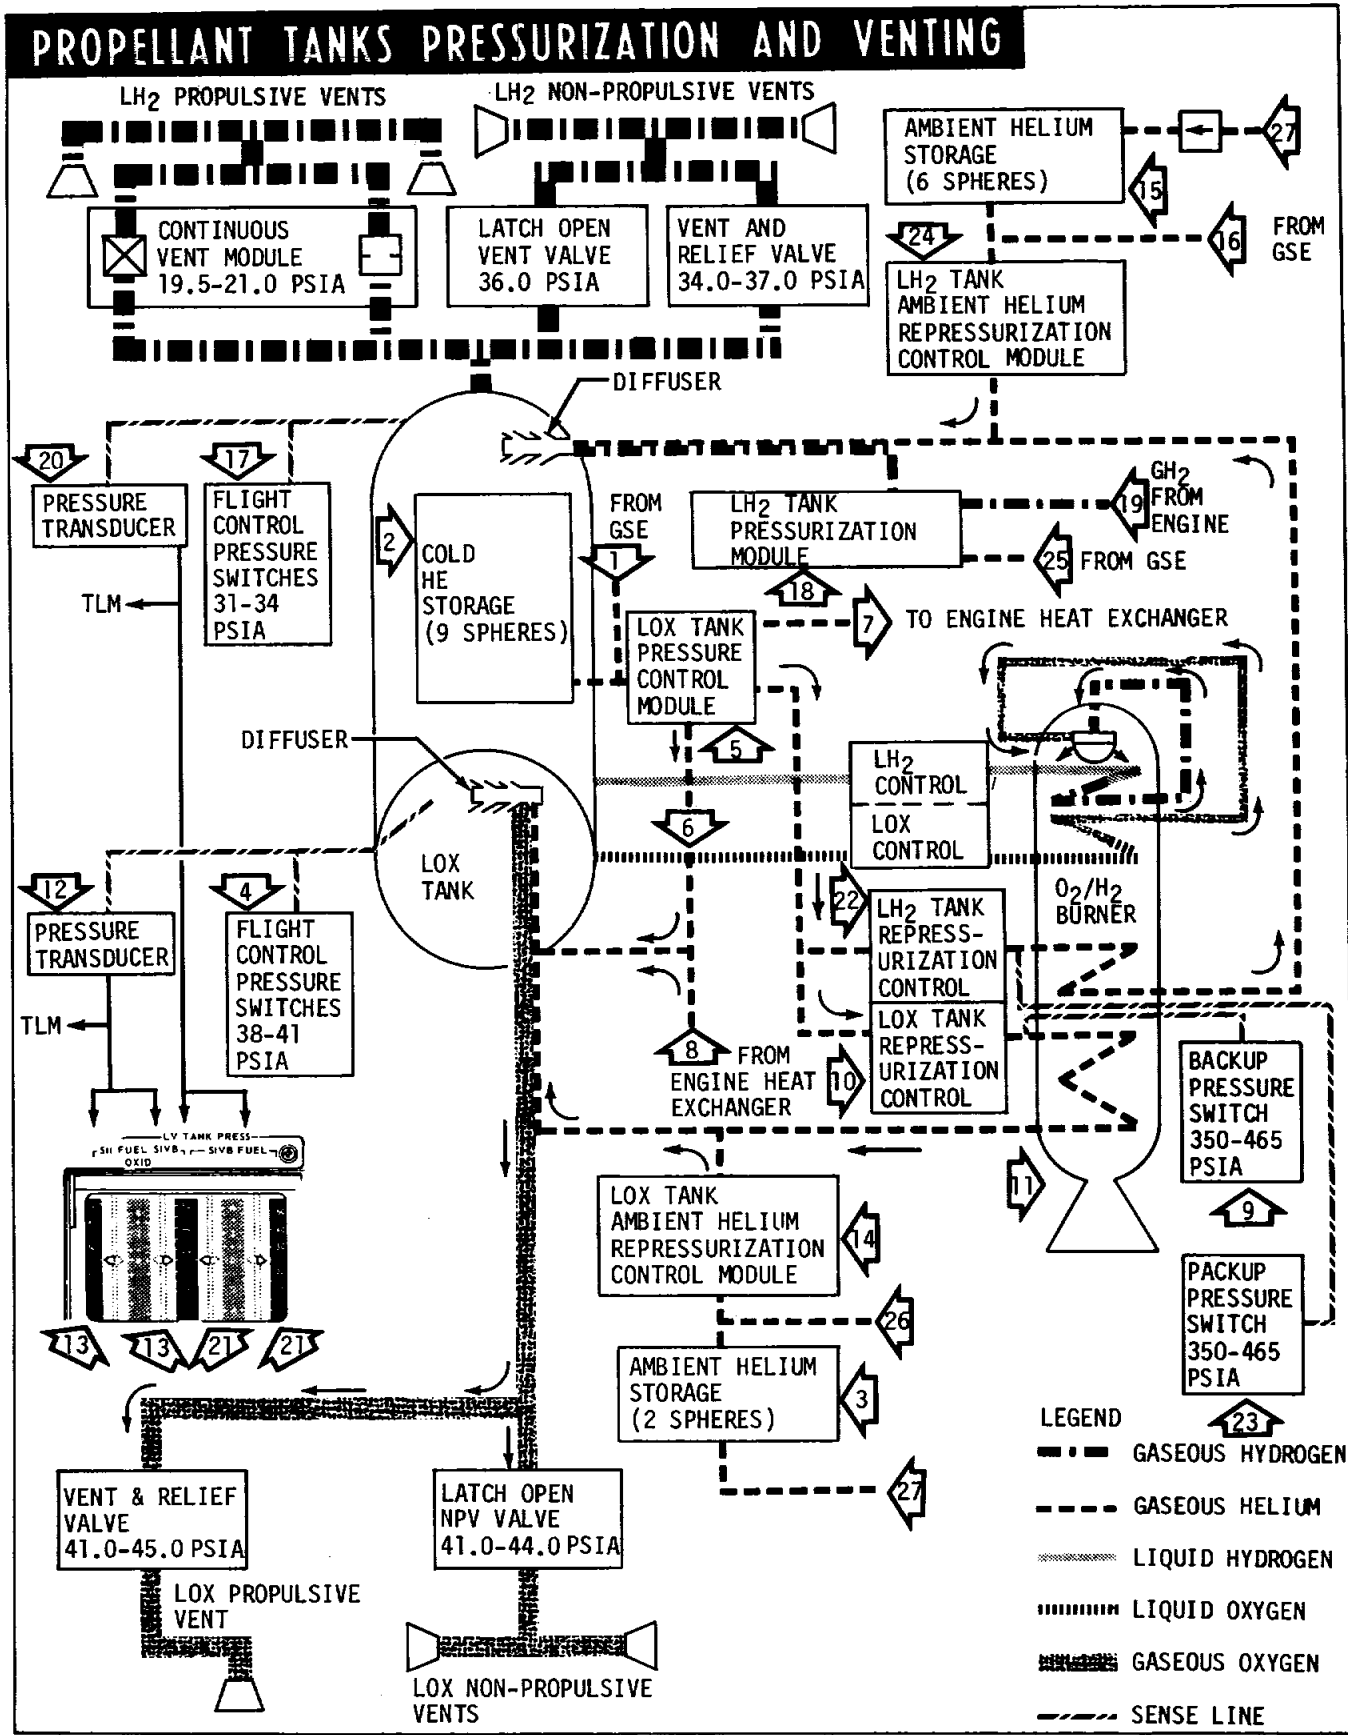 PROPELLANT TANKS PRESSURIZATION AND VENTING
LH2 PROPULSIVE VENTS
LH2 NON-PROPULSIVE VENTS
CONTINUOUS
VENT MODULE
19.5-21.0 PSIA
LATCH OPEN
VENT VALVE
36.0 PSIA
VENT AND
RELIEF VALVE
34.0-37.0 PSIA
AMBIENT HELIUM
STORAGE
(6 SPHERES)
27
15
16
FROM
GSE
24
LH2 TANK
AMBIENT HELIUM
REPRESSURIZATION
CONTROL MODULE
DIFFUSER
20
PRESSURE
TRANSDUCER
17
FLIGHT
CONTROL
PRESSURE
SWITCHES
31-34
PSIA
TLM
2
COLD
HE
STORAGE
(9 SPHERES)
FROM
GSE
1
LH2 TANK
PRESSURIZATION
MODULE
18
GH2
FROM
ENGINE
19
25
FROM GSE
7
TO ENGINE HEAT EXCHANGER
LOX TANK
PRESSURE
CONTROL
MODULE
5
DIFFUSER
LOX
TANK
6
LH2
CONTROL
LOX
CONTROL
O2/H2
BURNER
12
PRESSURE
TRANSDUCER
TLM
4
FLIGHT
CONTROL
PRESSURE
SWITCHES
38-41
PSIA
22
LH2 TANK
REPRESS-
URIZATION
CONTROL
LOX TANK
REPRESS-
URIZATION
CONTROL
10
8
FROM
ENGINE HEAT
EXCHANGER
BACKUP
PRESSURE
SWITCH
350-465
PSIA
9
11
LV TANK PRESS
SII FUEL SIVB
OXID
SIVB FUEL
13
13
21
21
LOX TANK
AMBIENT HELIUM
REPRESSURIZATION
CONTROL MODULE
14
26
AMBIENT HELIUM
STORAGE
(2 SPHERES)
3
27
PACKUP
PRESSURE
SWITCH
350-465
PSIA
23
VENT & RELIEF
VALVE
41.0-45.0 PSIA
LOX PROPULSIVE
VENT
LATCH OPEN
NPV VALVE
41.0-44.0 PSIA
LOX NON-PROPULSIVE
VENTS
LEGEND
GASEOUS HYDROGEN
GASEOUS HELIUM
LIQUID HYDROGEN
LIQUID OXYGEN
GASEOUS OXYGEN
SENSE LINE